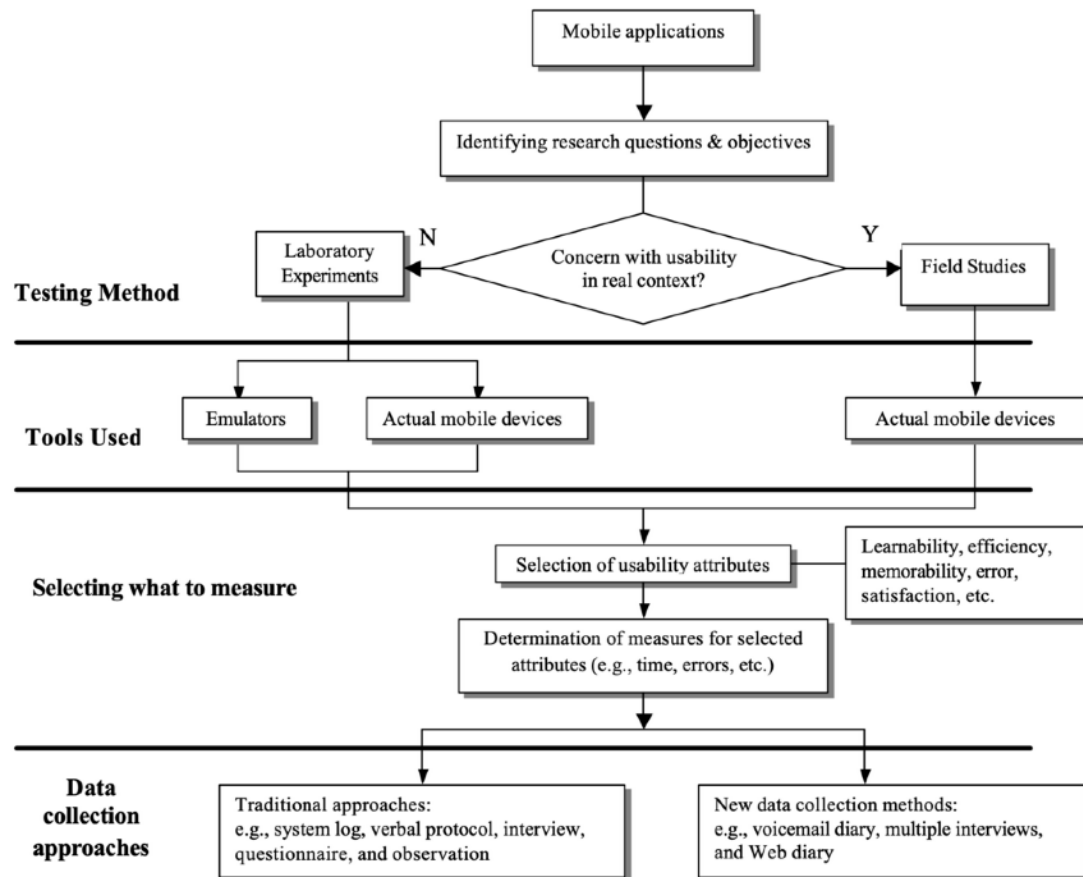 Mobile applications
Identifying research questions & objectives
N
Y
Laboratory
Experiments
Concern with usability
in real context?
Field Studies
Testing Method
Emulators
Actual mobile devices
Actual mobile devices
Tools Used
Selection of usability attributes
Learnability, efficiency,
memorability, error,
satisfaction, etc.
Selecting what to measure
Determination of measures for selected
attributes (e.g., time, errors, etc.)
Data
collection
approaches
Traditional approaches:
e.g., system log, verbal protocol, interview,
questionnaire, and observation
New data collection methods:
e.g., voicemail diary, multiple interviews,
and Web diary